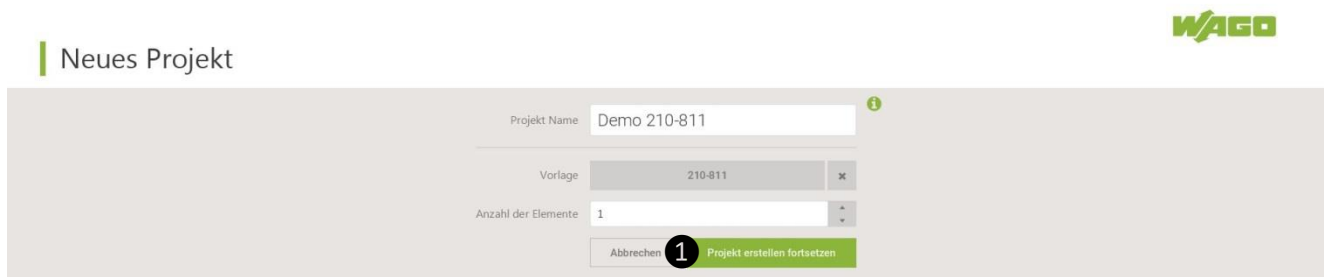 WAGO
Neues Projekt
Projekt Name Demo 210-811
Vorlage 210-811
Anzahl der Elemente 1
Abbrechen 1 Projekt erstellen fortsetzen